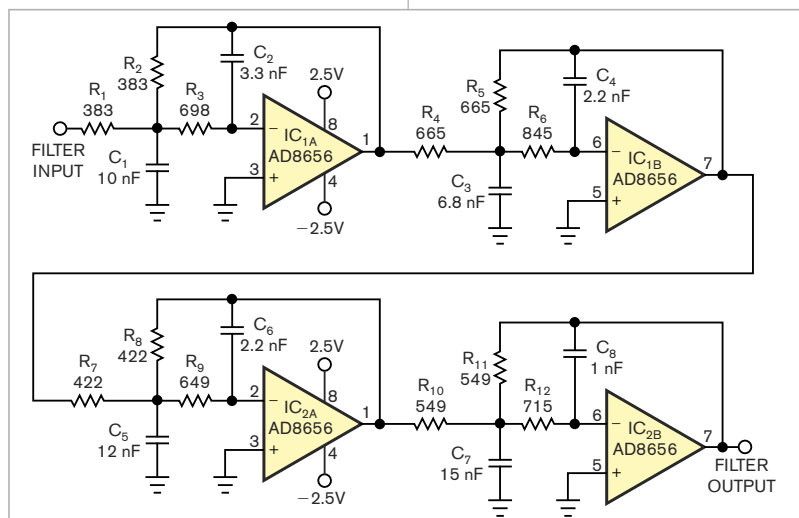 R1
383
R2
383
R3
698
C1
10 nF
C2
3.3 nF
FILTER
INPUT
2.5V
8
2
−
IC1A
AD8656
3
+
1
4
−2.5V
R4
665
R5
665
R6
845
C3
6.8 nF
C4
2.2 nF
6
−
IC1B
AD8656
5
+
7
R7
422
R8
422
R9
649
C5
12 nF
C6
2.2 nF
2.5V
8
2
−
IC2A
AD8656
3
+
1
4
−2.5V
R10
549
R11
549
R12
715
C7
15 nF
C8
1 nF
6
−
IC2B
AD8656
5
+
7
FILTER
OUTPUT